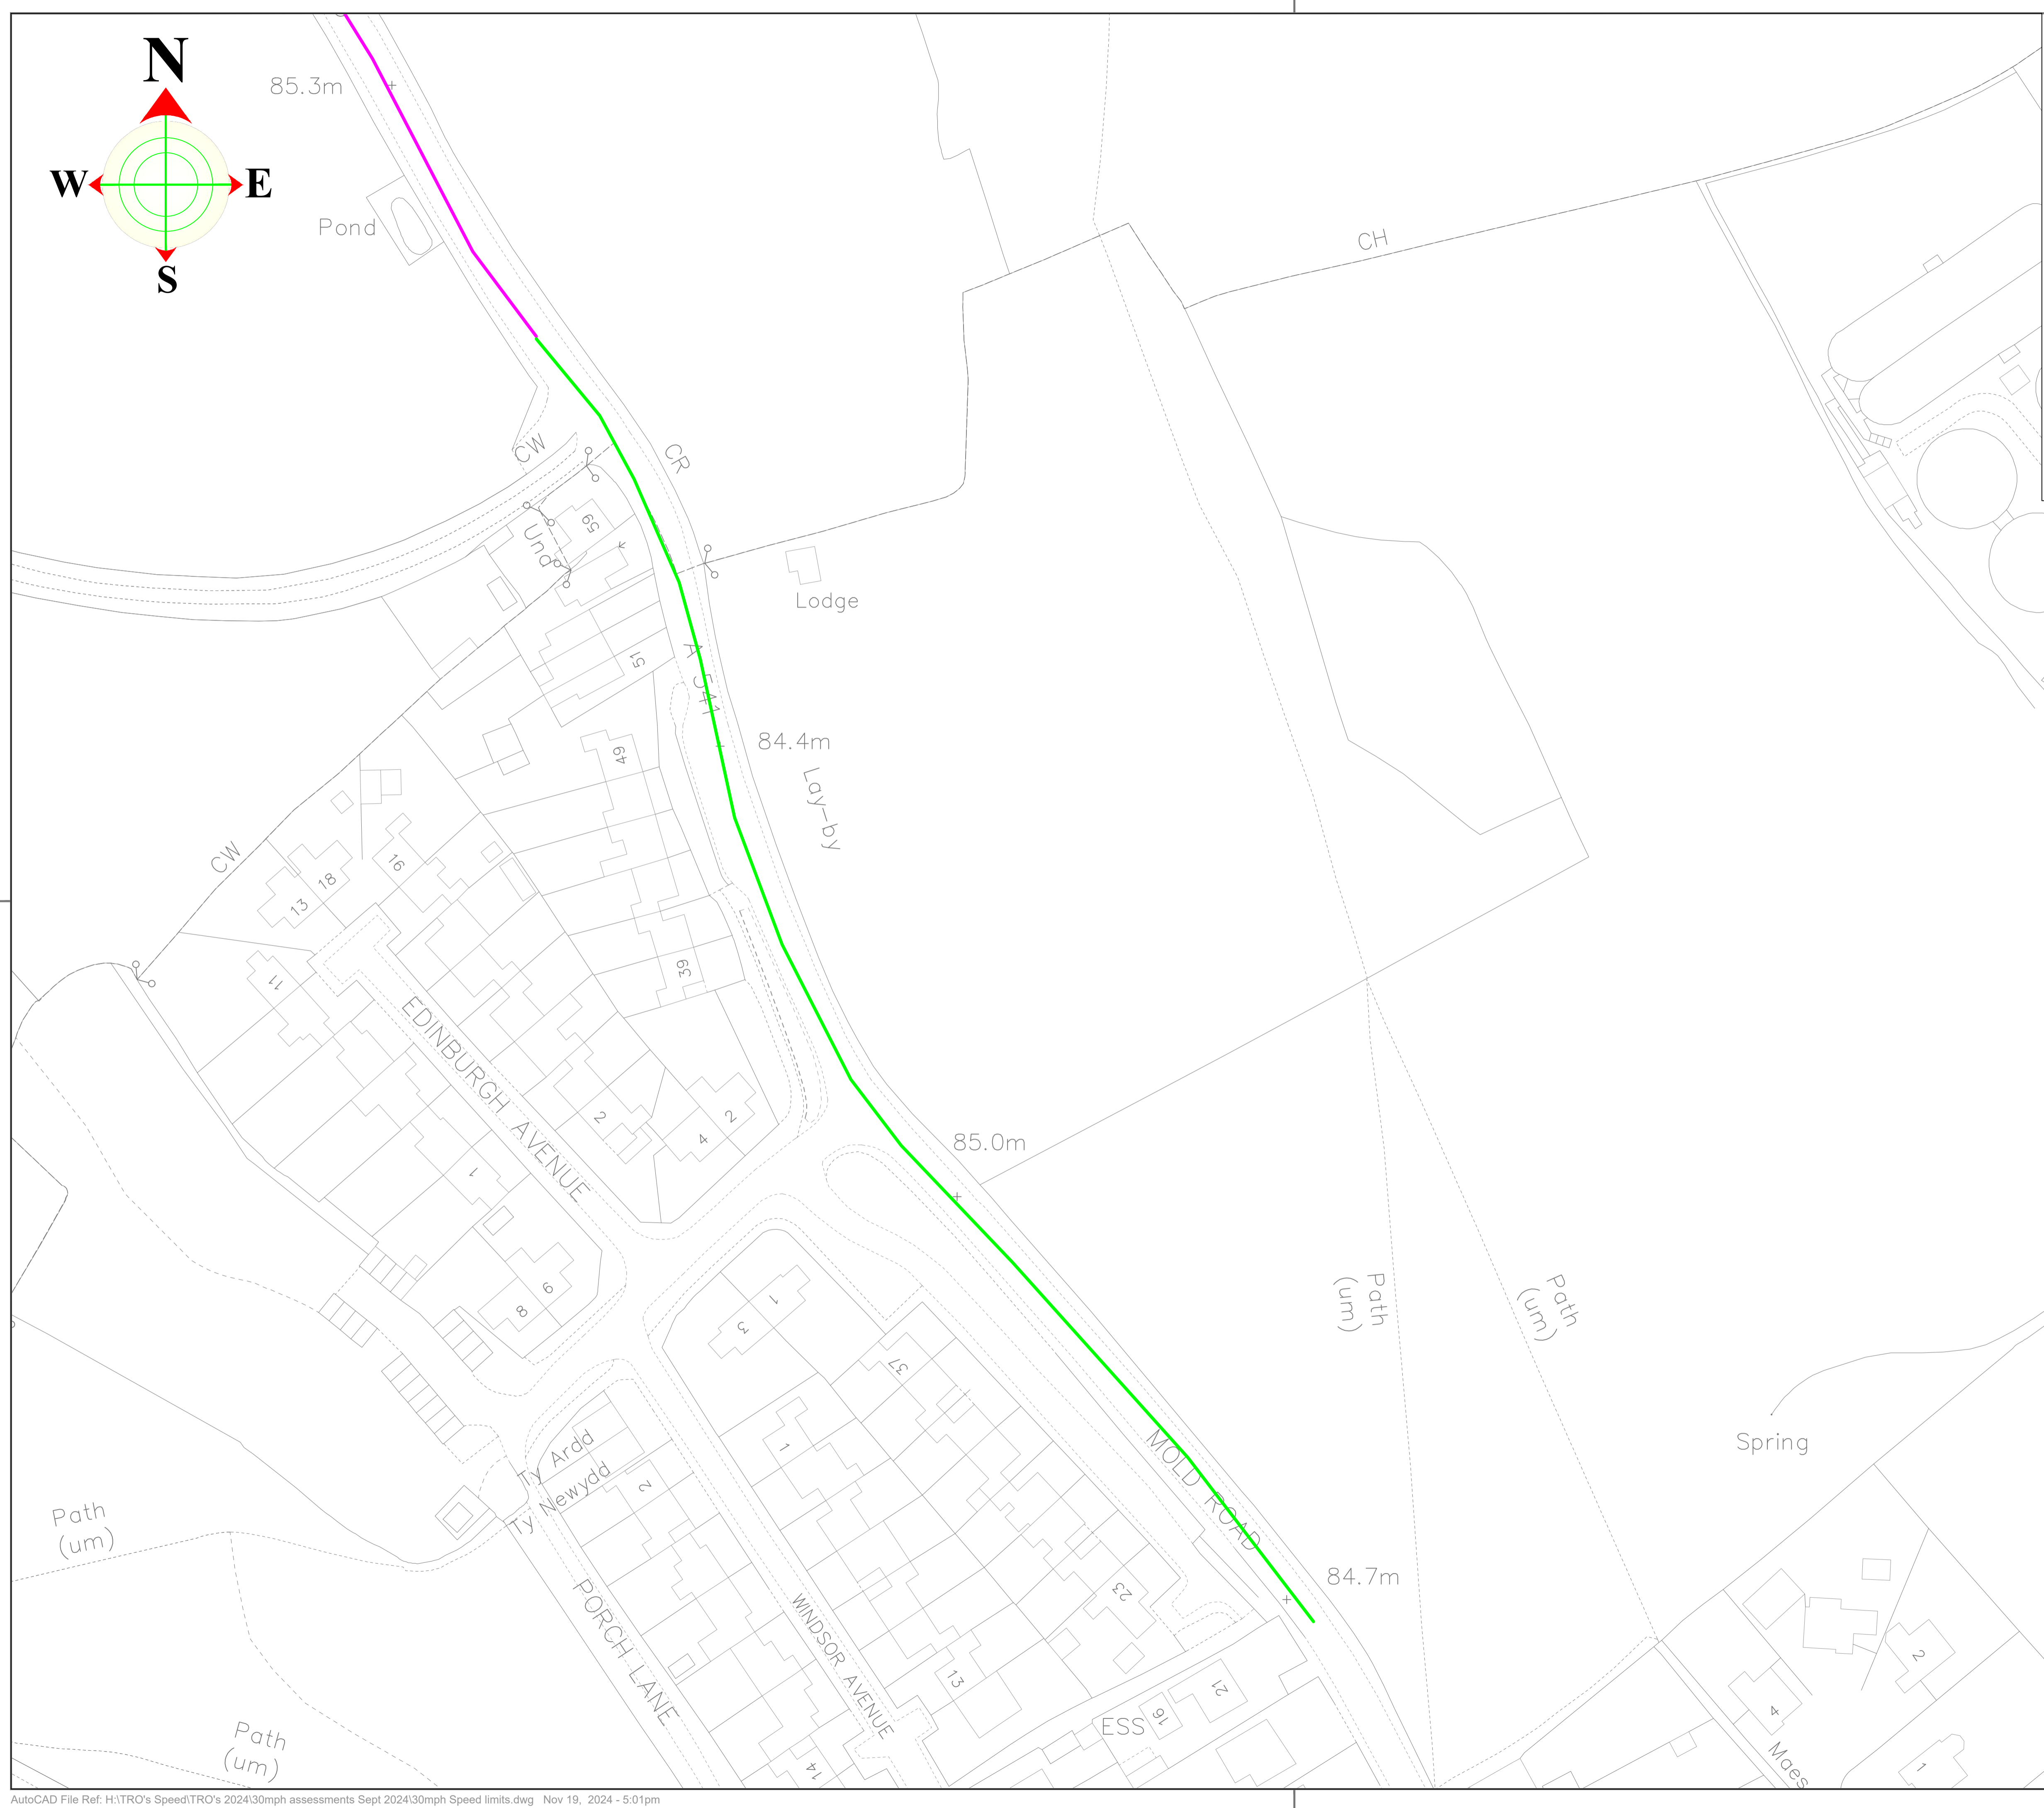 N
W
E
S
85.3m
Pond
CH
CW
CR
59
Und
Lodge
51
A 541
84.4m
49
Lay-by
CW
16
18
13
11
39
EDINBURGH AVENUE
2
2
4
85.0m
1
9
8
1
3
37
Path
(um)
Path
(um)
1
Ty Ardd
Ty Newydd
2
MOLD ROAD
Spring
Path
(um)
84.7m
23
PORCH LANE
WINDSOR AVENUE
13
21
16
ESS
2
4
Path
(um)
14
Maes
1
AutoCAD File Ref: H:\TRO's Speed\TRO's 2024\30mph assessments Sept 2024\30mph Speed limits.dwg Nov 19, 2024 - 5:01pm